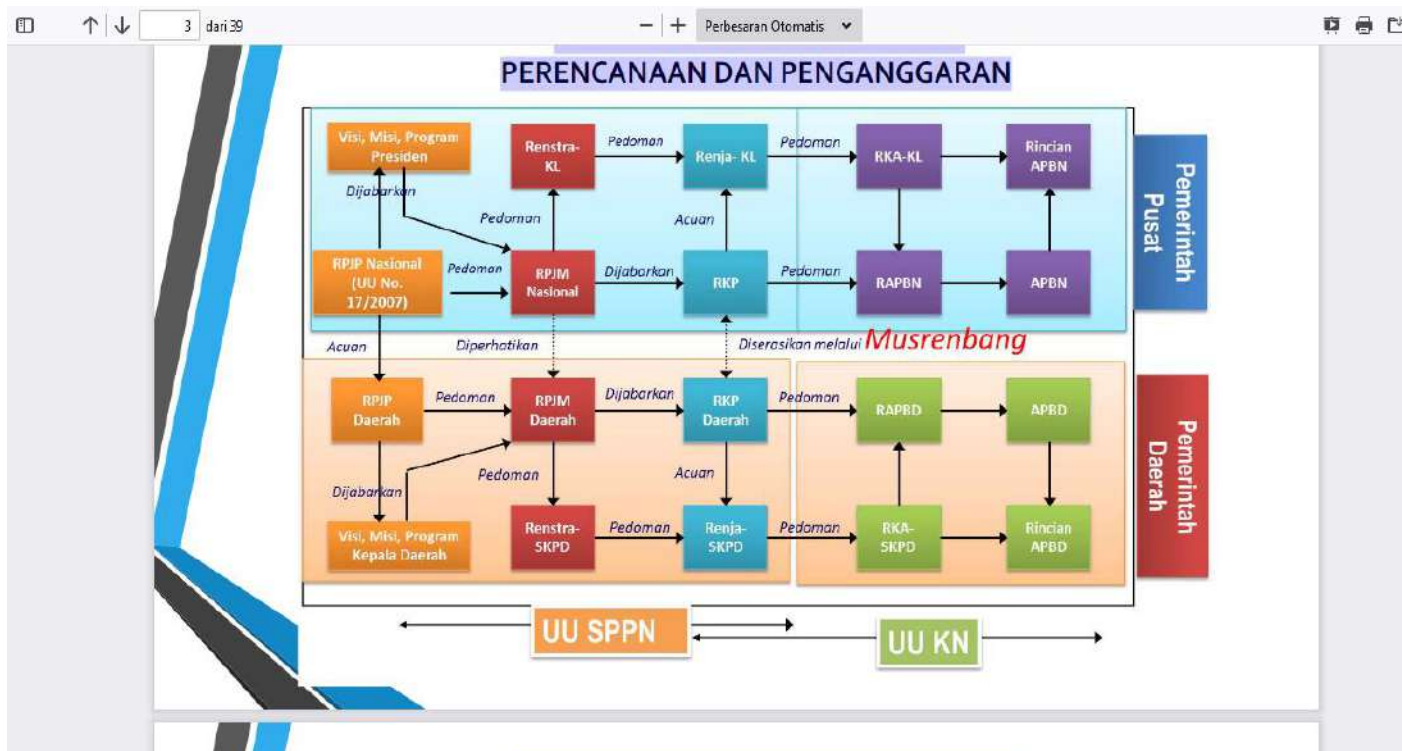 3 dari 39
Perbesaran Otomatis
PERENCANAAN DAN PENGANGGARAN
Visi, Misi, Program
Presiden
Renstra-
KL
Pedoman
Renja- KL
Pedoman
RKA-KL
Rincian
APBN
Dijabarkan
Pedoman
Acuan
RPJP Nasional
(UU No.
17/2007)
Pedoman
RPJM
Nasional
Dijabarkan
RKP
Pedoman
RAPBN
APBN
Pemerintah
Pusat
Acuan
Diperhatikan
Diserasikan melalui Musrenbang
RPJP
Daerah
Pedoman
RPJM
Daerah
Dijabarkan
RKP
Daerah
Pedoman
RAPBD
APBD
Dijabarkan
Pedoman
Acuan
Visi, Misi, Program
Kepala Daerah
Renstra-
SKPD
Pedoman
Renja-
SKPD
Pedoman
RKA-
SKPD
Rincian
APBD
Pemerintah
Daerah
UU SPPN
UU KN